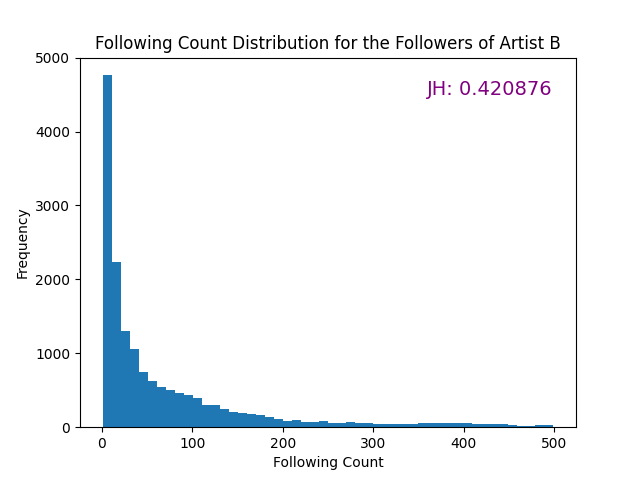 Following Count Distribution for the Followers of Artist B
JH: 0.420876
5000
4000
3000
2000
1000
0
Frequency
0 100 200 300 400 500
Following Count